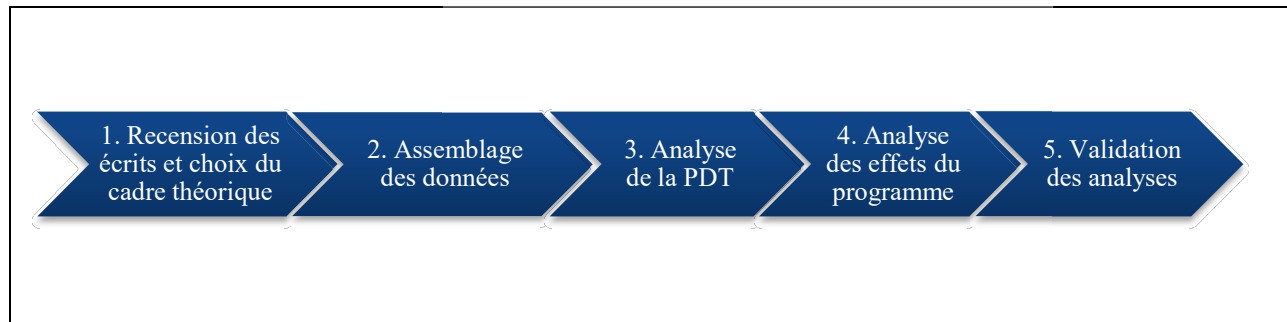 1. Recension des
écrits et choix du
cadre théorique
2. Assemblage
des données
3. Analyse
de la PDT
4. Analyse
des effets du
programme
5. Validation
des analyses